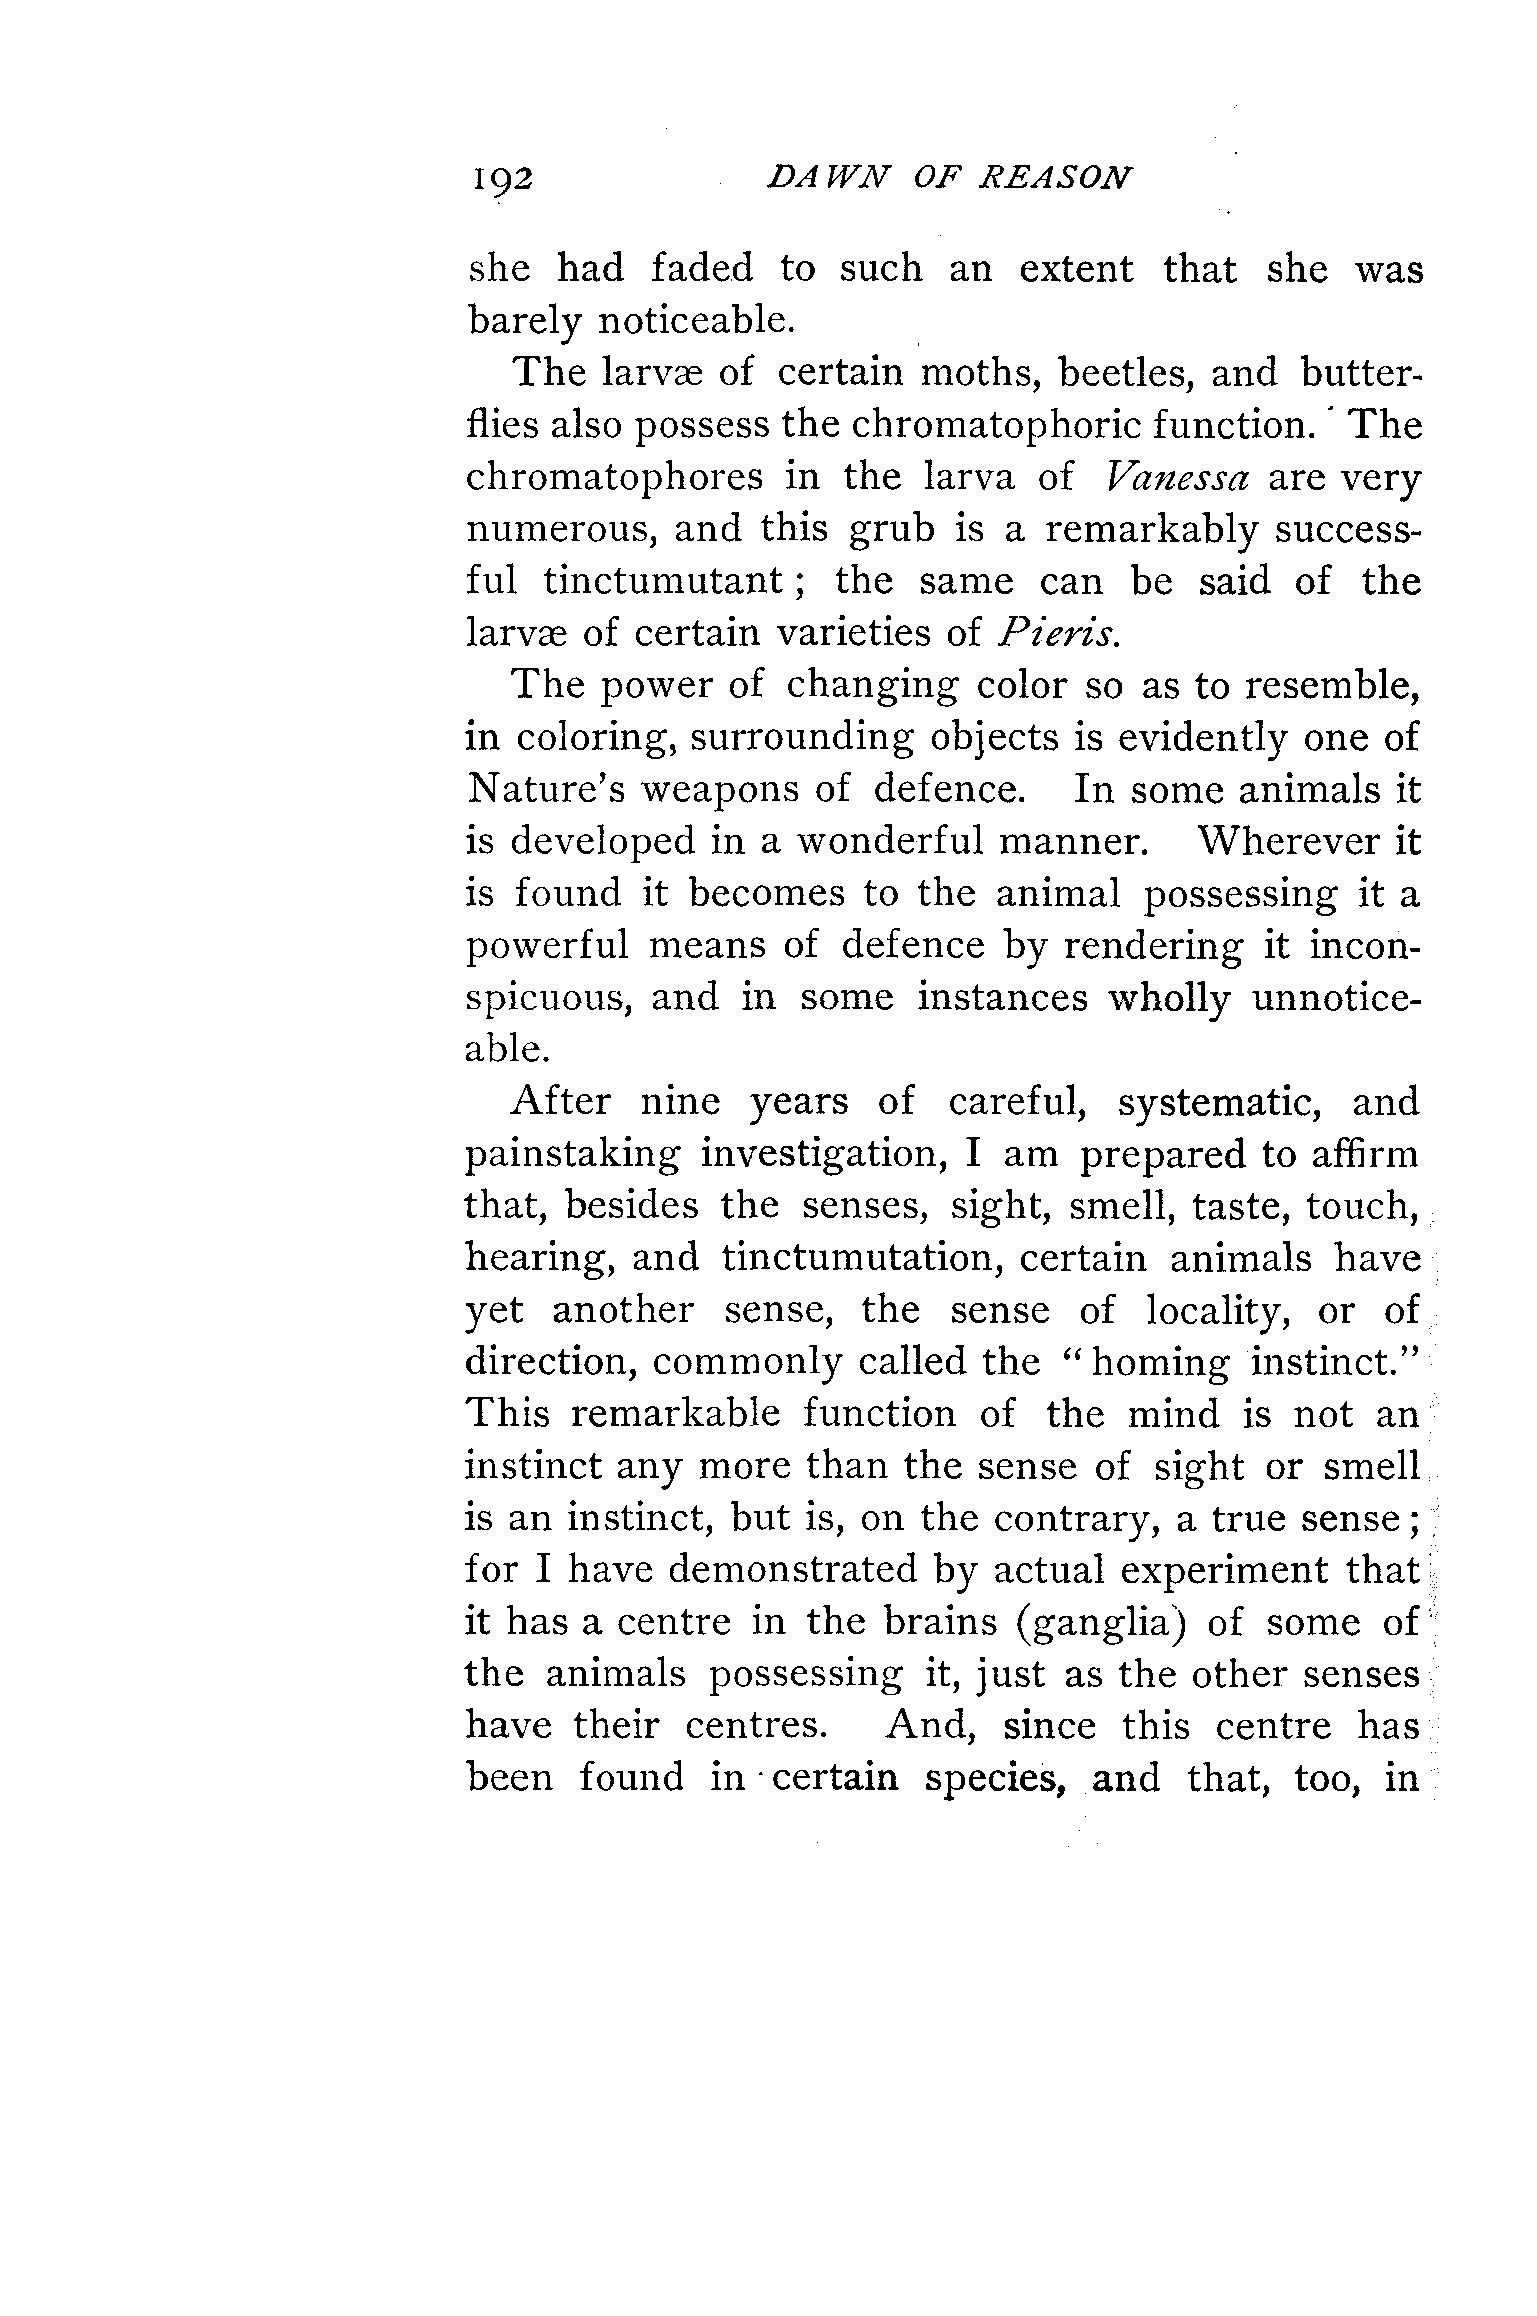 192 DAWN OF REASON
she had faded to such an extent that she was
barely noticeable.
The larvæ of certain moths, beetles, and butter-
flies also possess the chromatophoric function. The
chromatophores in the larva of Vanessa are very
numerous, and this grub is a remarkably success-
ful tinctumutant; the same can be said of the
larvæ of certain varieties of Pieris.
The power of changing color so as to resemble,
in coloring, surrounding objects is evidently one of
Nature's weapons of defence. In some animals it
is developed in a wonderful manner. Wherever it
is found it becomes to the animal possessing it a
powerful means of defence by rendering it incon-
spicuous, and in some instances wholly unnotice-
able.
After nine years of careful, systematic, and
painstaking investigation, I am prepared to affirm
that, besides the senses, sight, smell, taste, touch,
hearing, and tinctumutation, certain animals have
yet another sense, the sense of locality, or of
direction, commonly called the "homing instinct."
This remarkable function of the mind is not an
instinct any more than the sense of sight or smell
is an instinct, but is, on the contrary, a true sense;
for I have demonstrated by actual experiment that
it has a centre in the brains (ganglia) of some of
the animals possessing it, just as the other senses
have their centres. And, since this centre has
been found in certain species, and that, too, in